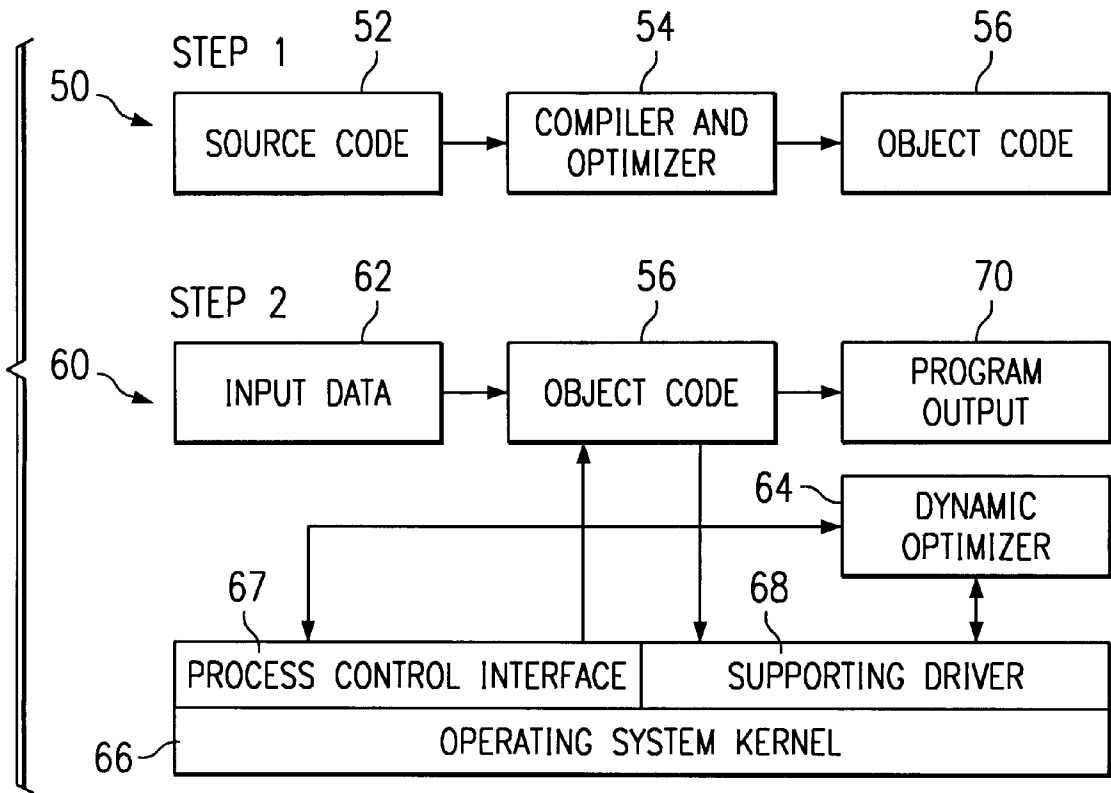 STEP 1
52
54
56
50
SOURCE CODE
COMPILER AND
OPTIMIZER
OBJECT CODE
STEP 2
62
56
70
60
INPUT DATA
OBJECT CODE
PROGRAM
OUTPUT
64
DYNAMIC
OPTIMIZER
67
68
PROCESS CONTROL INTERFACE
SUPPORTING DRIVER
66
OPERATING SYSTEM KERNEL